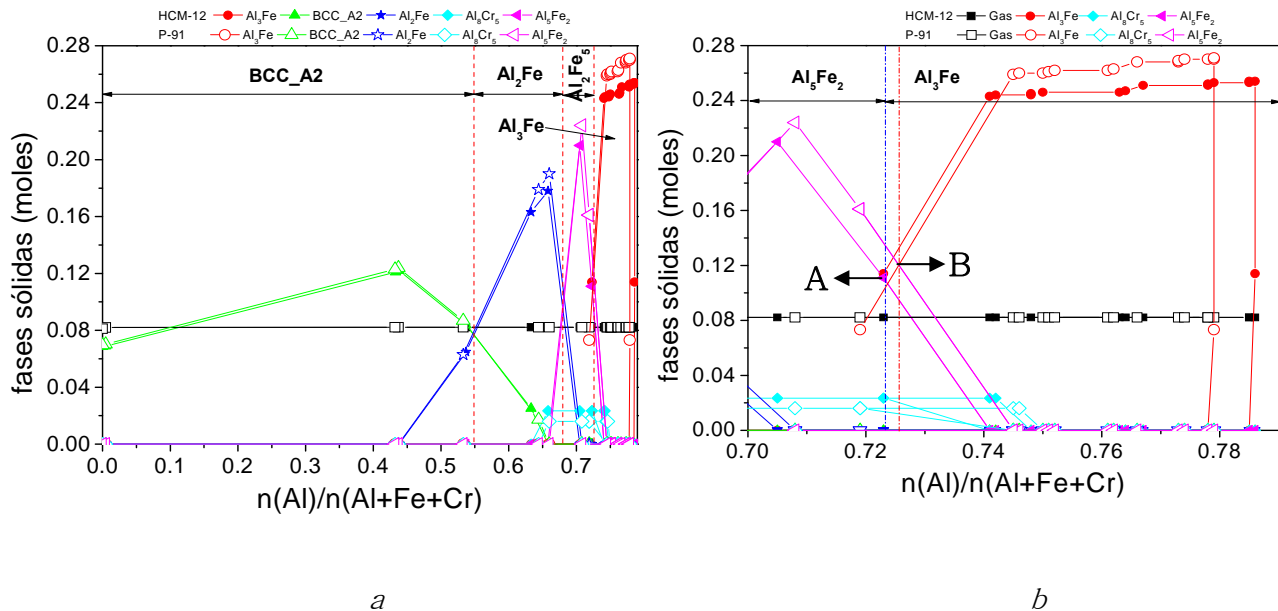 HCM-12 Al₃Fe BCC_A2 Al₂Fe Al₈Cr₅ Al₅Fe₂
P-91 Al₃Fe BCC_A2 Al₂Fe Al₈Cr₅ Al₅Fe₂
0.28
0.24
0.20
0.16
0.12
0.08
0.04
0.00
fases sólidas (moles)
BCC_A2
Al₂Fe
Al₂Fe₅
Al₃Fe
0.0 0.1 0.2 0.3 0.4 0.5 0.6 0.7
n(Al)/n(Al+Fe+Cr)
a
HCM-12 Gas Al₃Fe Al₈Cr₅ Al₅Fe₂
P-91 Gas Al₃Fe Al₈Cr₅ Al₅Fe₂
0.28
0.24
0.20
0.16
0.12
0.08
0.04
0.00
fases sólidas (moles)
Al₅Fe₂
Al₃Fe
A
B
0.70 0.72 0.74 0.76 0.78
n(Al)/n(Al+Fe+Cr)
b